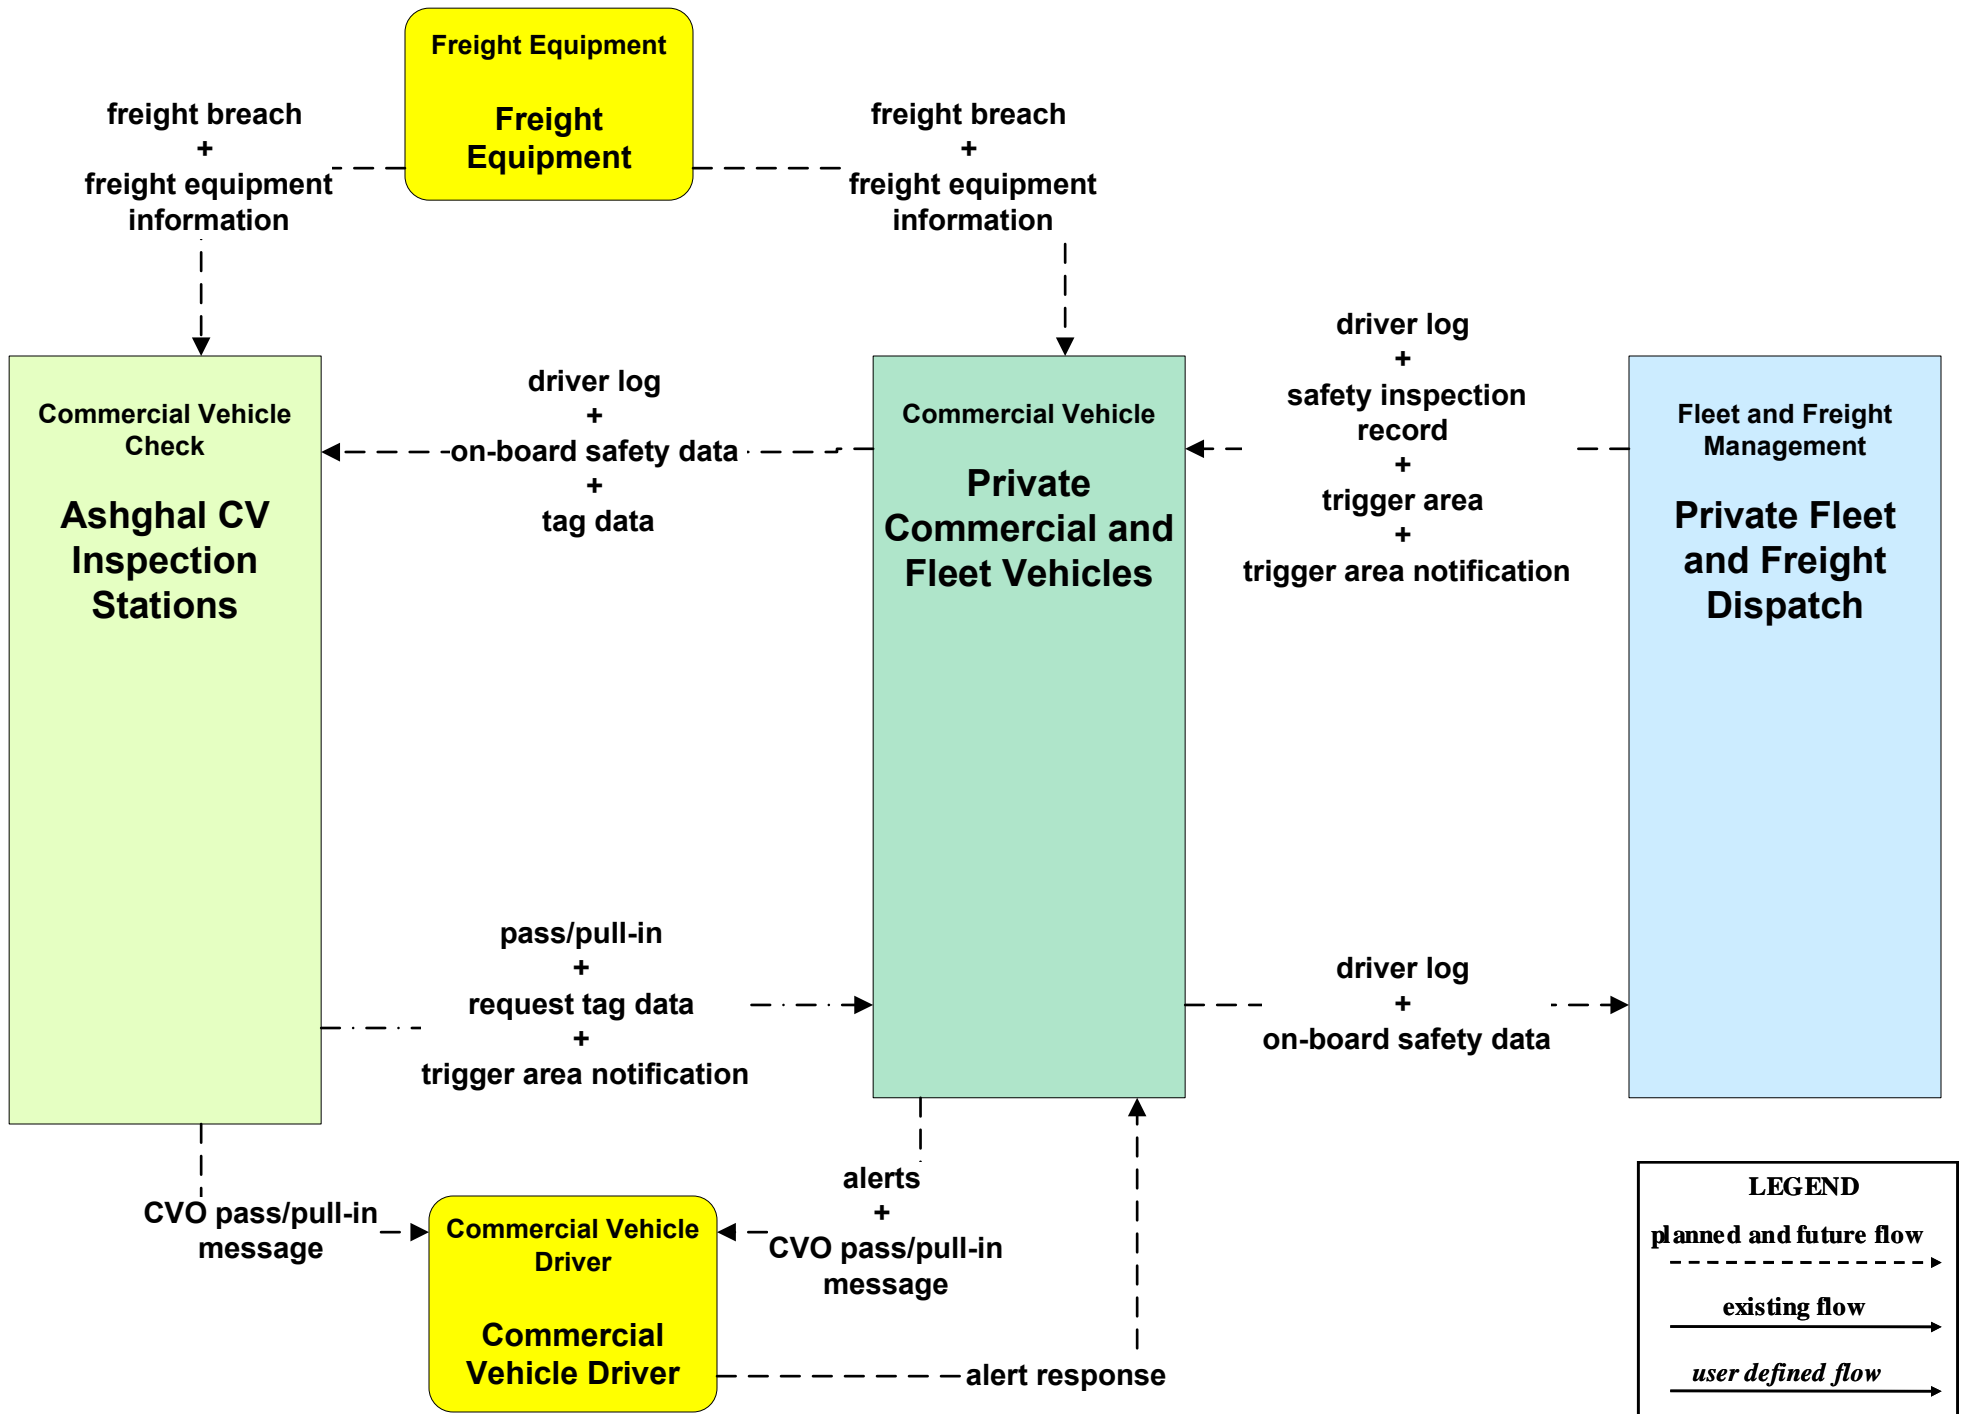 Freight Equipment
Freight
Equipment
freight breach
+
freight equipment
information
freight breach
+
freight equipment
information
Commercial Vehicle
Check
Ashghal CV
Inspection
Stations
driver log
+
on-board safety data
+
tag data
Commercial Vehicle
Private
Commercial and
Fleet Vehicles
driver log
+
safety inspection
record
+
trigger area
+
trigger area notification
Fleet and Freight
Management
Private Fleet
and Freight
Dispatch
pass/pull-in
+
request tag data
+
trigger area notification
driver log
+
on-board safety data
CVO pass/pull-in
message
Commercial Vehicle
Driver
Commercial
Vehicle Driver
alerts
+
CVO pass/pull-in
message
alert response
LEGEND
planned and future flow
existing flow
user defined flow